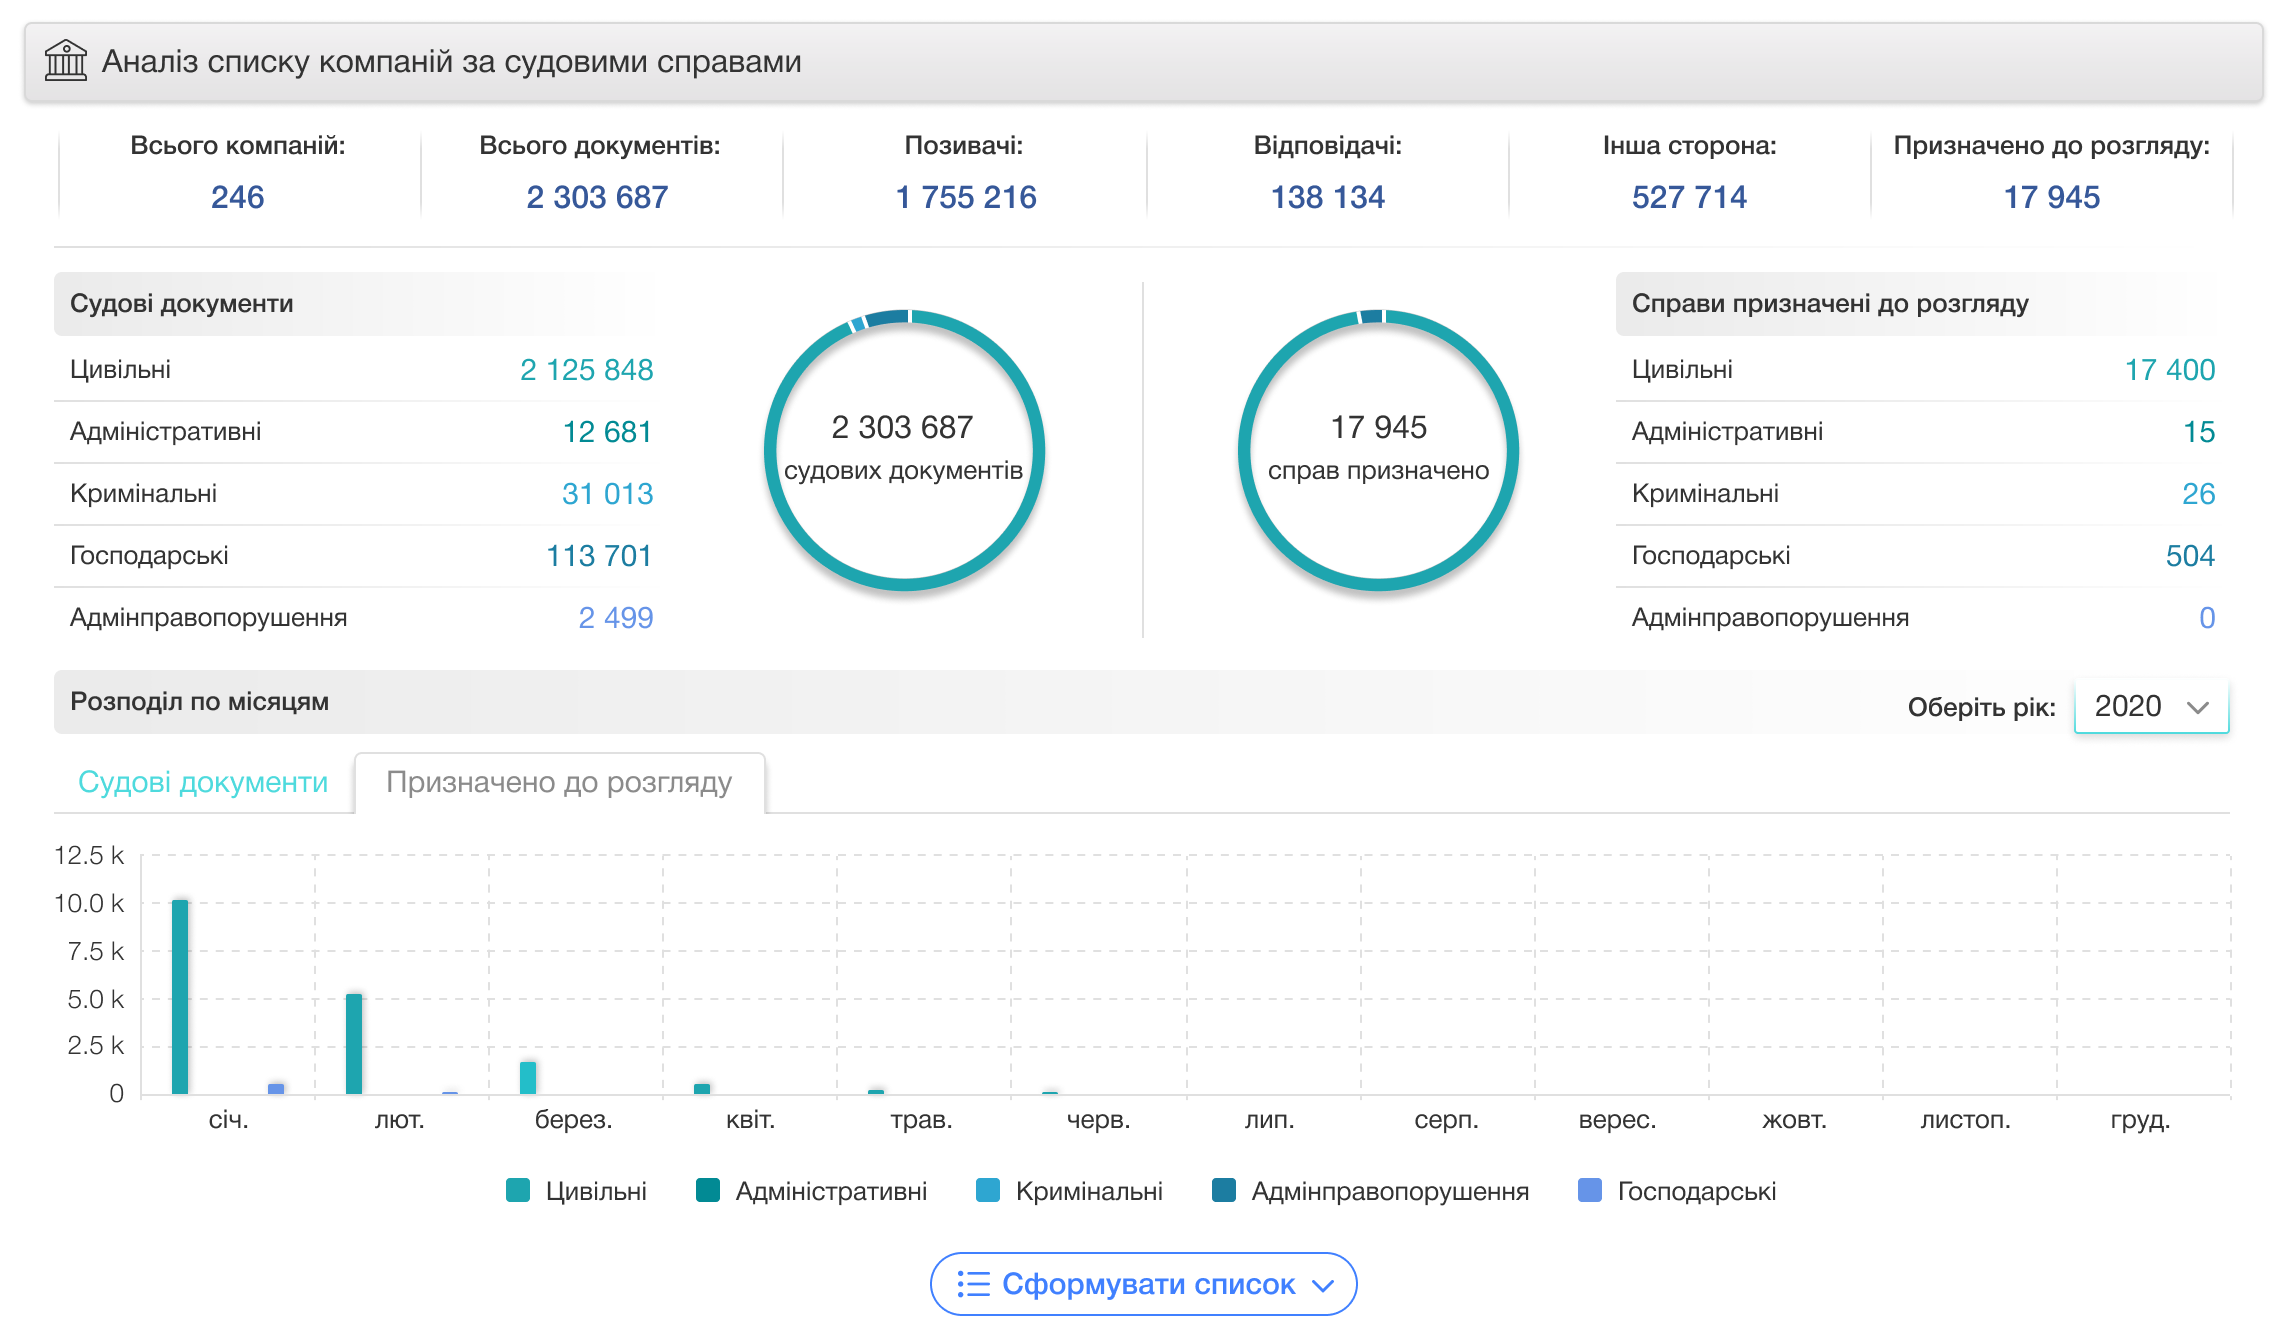 Аналіз списку компаній за судовими справами
Всього компаній:
246
Всього документів:
2 303 687
Позивачі:
1 755 216
Відповідачі:
138 134
Інша сторона:
527 714
Призначено до розгляду:
17 945
Судові документи
Цивільні 2 125 848
Адміністративні 12 681
Кримінальні 31 013
Господарські 113 701
Адмінправопорушення 2 499
2 303 687
судових документів
17 945
справ призначено
Справи призначені до розгляду
Цивільні 17 400
Адміністративні 15
Кримінальні 26
Господарські 504
Адмінправопорушення 0
Розподіл по місяцям
Оберіть рік: 2020
Судові документи
Призначено до розгляду
12.5 k
10.0 k
7.5 k
5.0 k
2.5 k
0
січ. лют. берез. квіт. трав. черв. лип. серп. верес. жовт. листоп. груд.
Цивільні Адміністративні Кримінальні Адмінправопорушення Господарські
Сформувати список